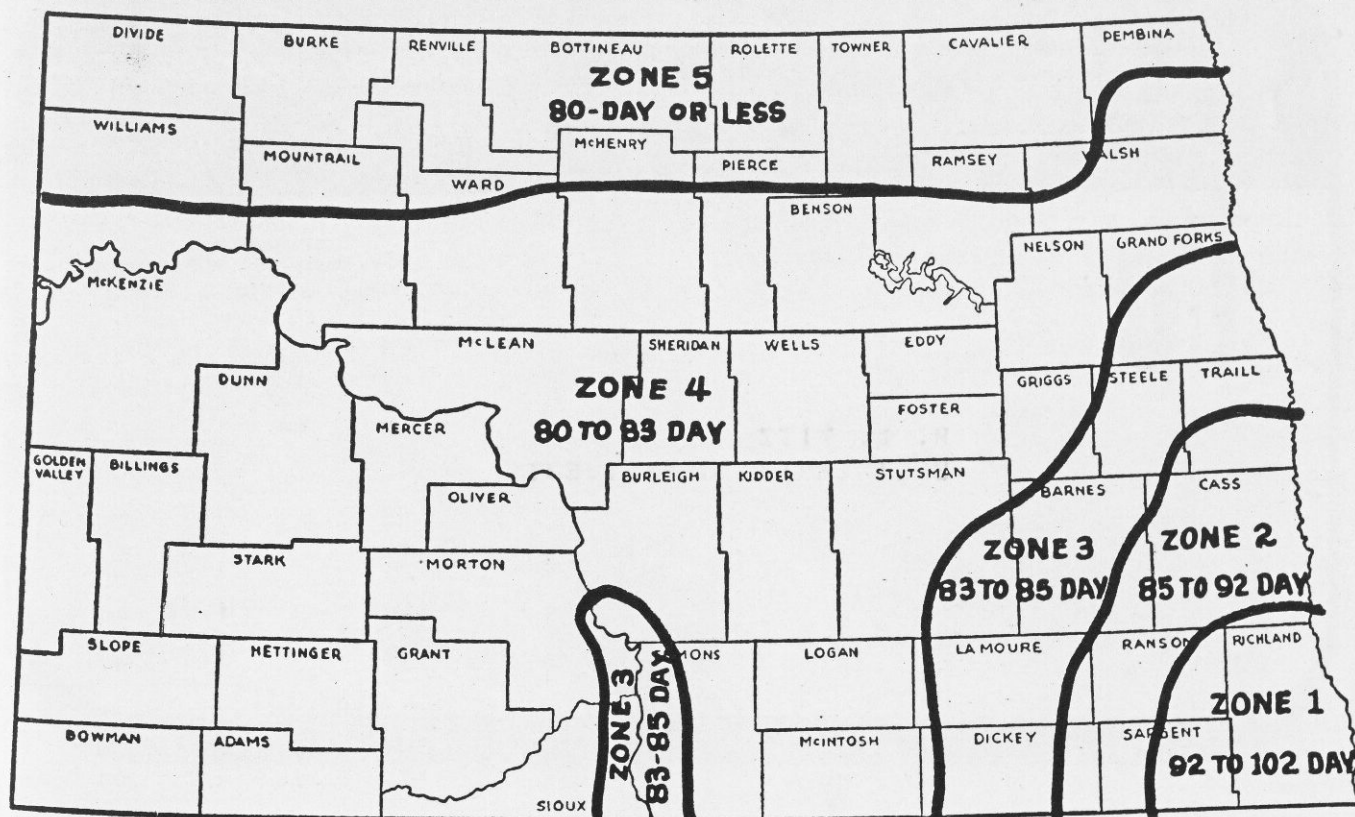 DIVIDE
BURKE
RENVILLE
BOTTINEAU
ROLETTE
TOWNER
CAVALIER
PEMBINA
ZONE 5
80-DAY OR LESS
WILLIAMS
MOUNTRAIL
WARD
McHENRY
PIERCE
RAMSEY
WALSH
BENSON
NELSON
GRAND FORKS
McKENZIE
DUNN
McLEAN
SHERIDAN
WELLS
EDDY
GRIGGS
STEELE
TRAILL
ZONE 4
80 TO 83 DAY
FOSTER
MERCER
GOLDEN
VALLEY
BILLINGS
OLIVER
BURLEIGH
KIDDER
STUTSMAN
BARNES
CASS
STARK
MORTON
ZONE 3
83 TO 85 DAY
ZONE 2
85 TO 92 DAY
SLOPE
HETTINGER
GRANT
MONS
LOGAN
LA MOURE
RANSOM
RICHLAND
ZONE 3
83-85 DAY
ZONE 1
92 TO 102 DAY
BOWMAN
ADAMS
SIOUX
McINTOSH
DICKEY
SARGENT